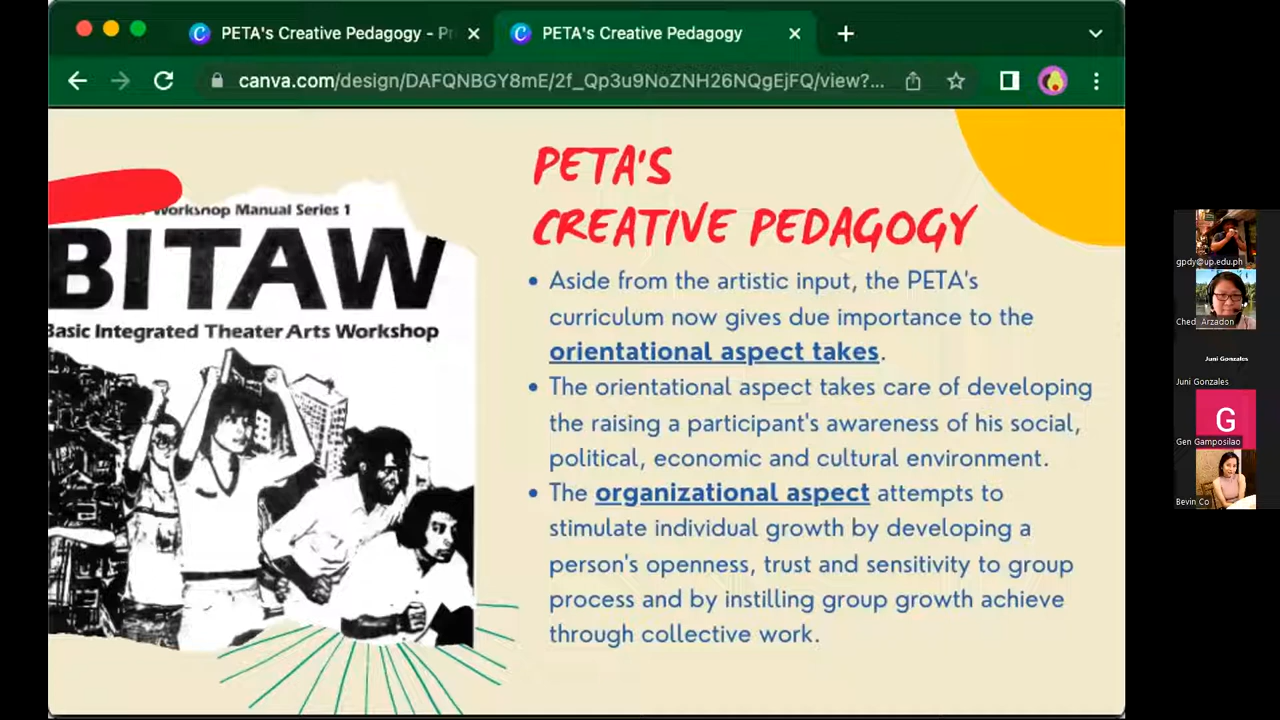 PETA's Creative Pedagogy - Pr
PETA's Creative Pedagogy
canva.com/design/DAFQNBGY8mE/2f_Qp3u9NoZNH26NQgEjFQ/view?...
Workshop Manual Series 1
BITAW
Basic Integrated Theater Arts Workshop
PETA'S
CREATIVE PEDAGOGY
• Aside from the artistic input, the PETA's
curriculum now gives due importance to the
orientational aspect takes.
• The orientational aspect takes care of developing
the raising a participant's awareness of his social,
political, economic and cultural environment.
• The organizational aspect attempts to
stimulate individual growth by developing a
person's openness, trust and sensitivity to group
process and by instilling group growth achieve
through collective work.
gpdy@up.edu.ph
Ched Arzadon
Juni Gonzales
Juni Gonzales
G
Gen Gamposilao
Bevin Co